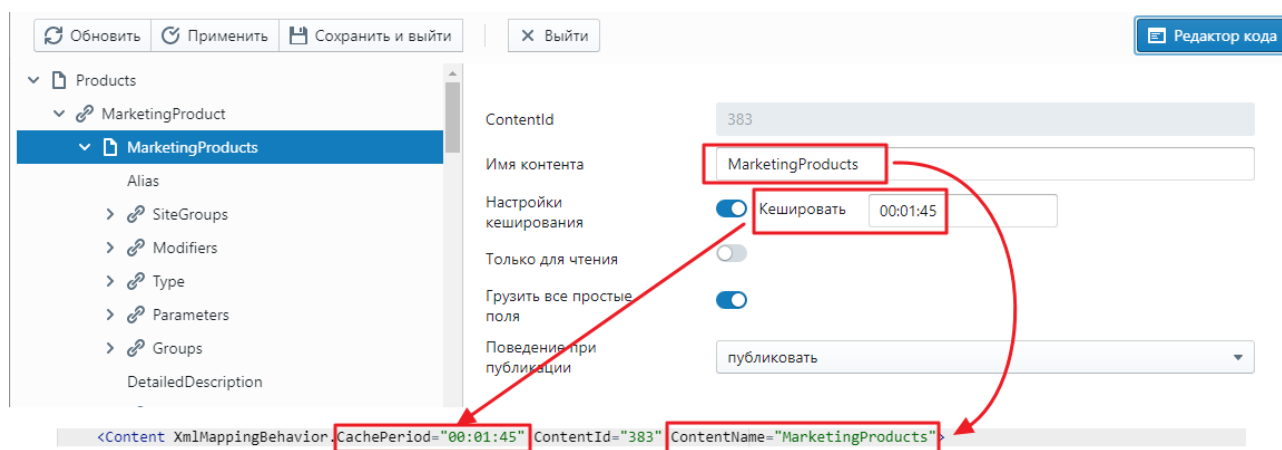 Обновить Применить Сохранить и выйти Выйти Редактор кода
Products
MarketingProduct
MarketingProducts
Alias
SiteGroups
Modifiers
Type
Parameters
Groups
DetailedDescription
ContentId 383
Имя контента MarketingProducts
Настройки
кеширования
Кешировать 00:01:45
Только для чтения
Грузить все простые
поля
Поведение при
публикации
публиковать
<Content XmlMappingBehavior.CachePeriod="00:01:45" ContentId="383" ContentName="MarketingProducts">